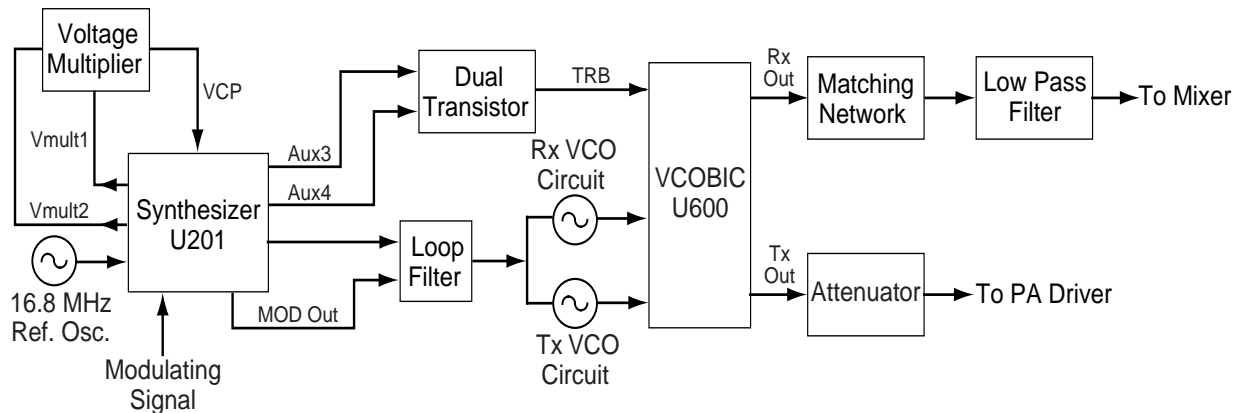 Voltage
Multiplier
VCP
Vmult1
Vmult2
Synthesizer
U201
16.8 MHz
Ref. Osc.
Modulating
Signal
Aux3
Aux4
MOD Out
Dual
Transistor
TRB
Loop
Filter
Rx VCO
Circuit
Tx VCO
Circuit
VCOBIC
U600
Rx
Out
Matching
Network
Low Pass
Filter
To Mixer
Tx
Out
Attenuator
To PA Driver